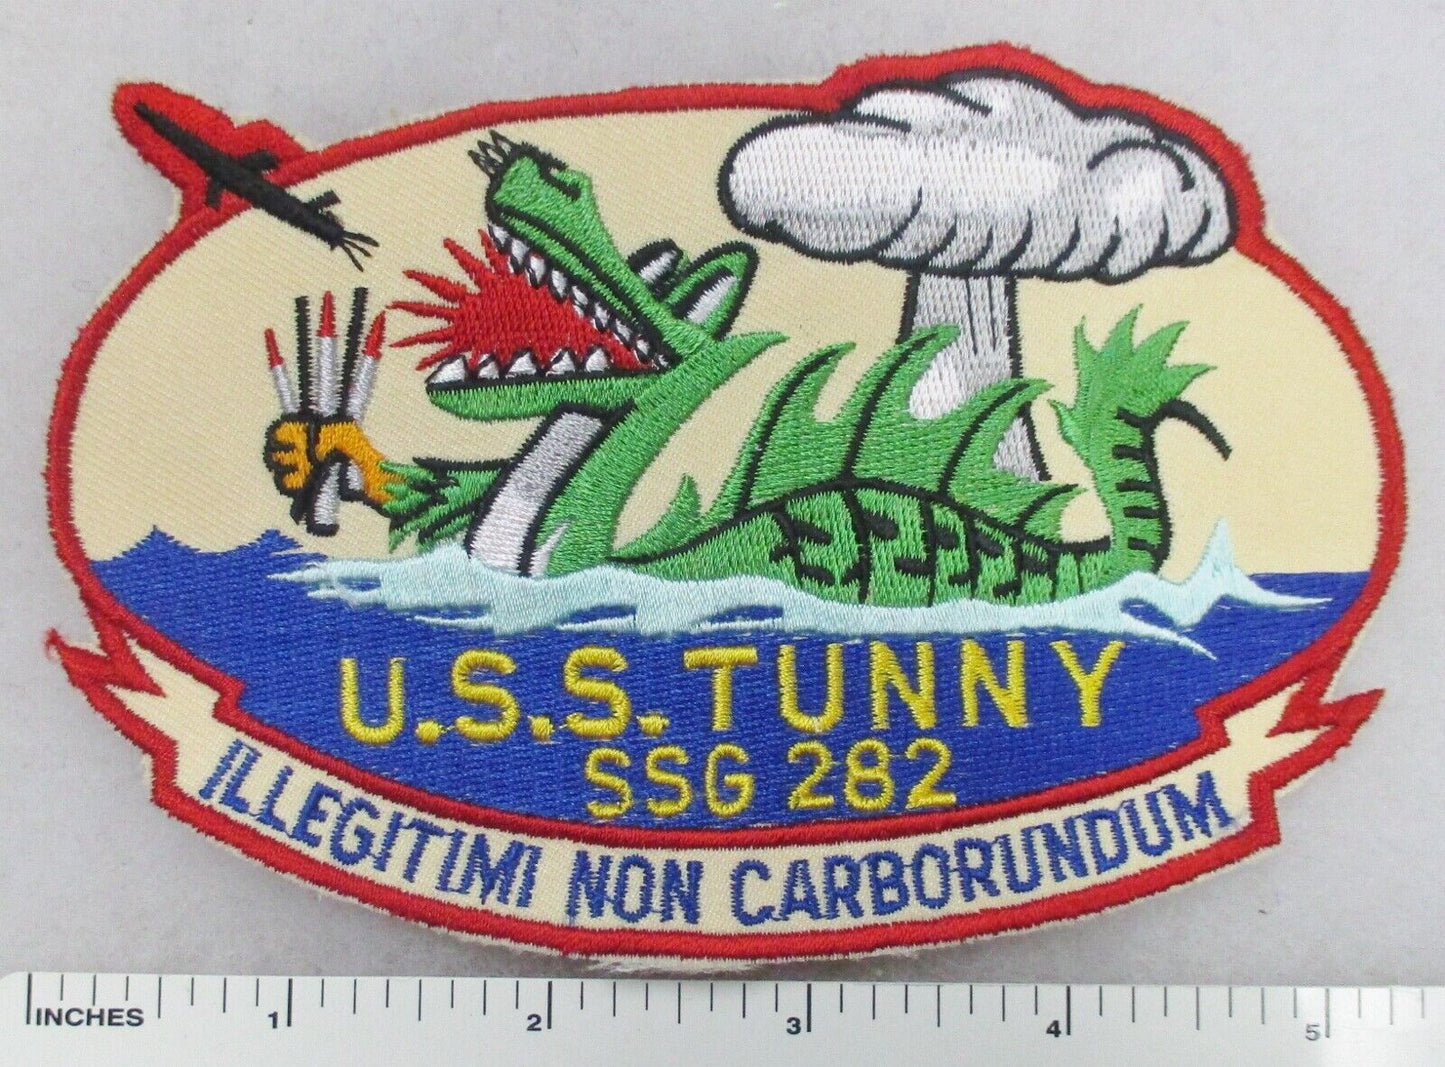 U.S.S. TUNNY
SSG 282
ILLEGITIMI NON CARBORUNDUM
INCHES 1 2 3 4 5